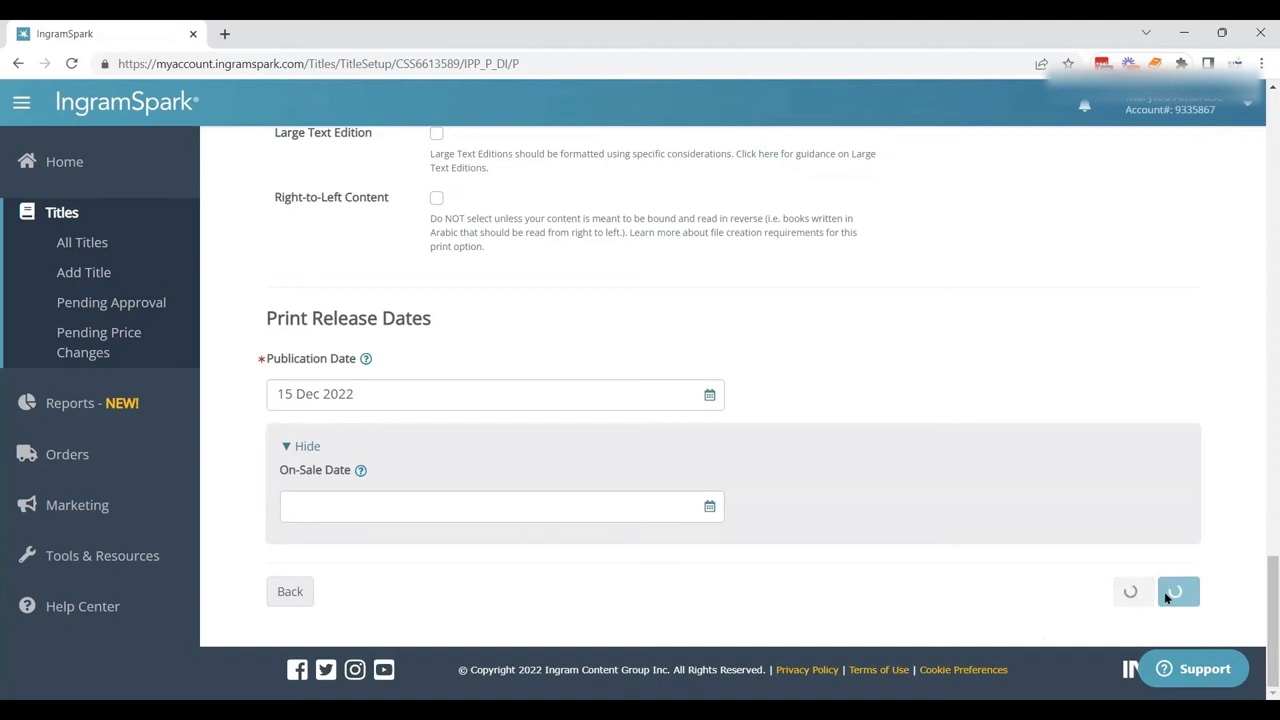 IngramSpark
https://myaccount.ingramspark.com/Titles/TitleSetup/CSS6613589/IPP_P_DI/P
IngramSpark®
Account#: 9335867
Home
Titles
All Titles
Add Title
Pending Approval
Pending Price
Changes
Reports - NEW!
Orders
Marketing
Tools & Resources
Help Center
Large Text Edition
Large Text Editions should be formatted using specific considerations. Click here for guidance on Large
Text Editions.
Right-to-Left Content
Do NOT select unless your content is meant to be bound and read in reverse (i.e. books written in
Arabic that should be read from right to left.). Learn more about file creation requirements for this
print option.
Print Release Dates
*Publication Date ?
15 Dec 2022
▼ Hide
On-Sale Date ?
Back
© Copyright 2022 Ingram Content Group Inc. All Rights Reserved. | Privacy Policy | Terms of Use | Cookie Preferences
Support